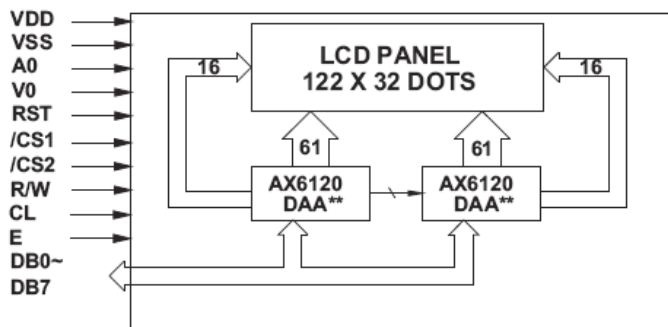 VDD
VSS
A0
V0
RST
/CS1
/CS2
R/W
CL
E
DB0~
DB7
LCD PANEL
122 X 32 DOTS
16
16
61
61
AX6120
DAA**
AX6120
DAA**